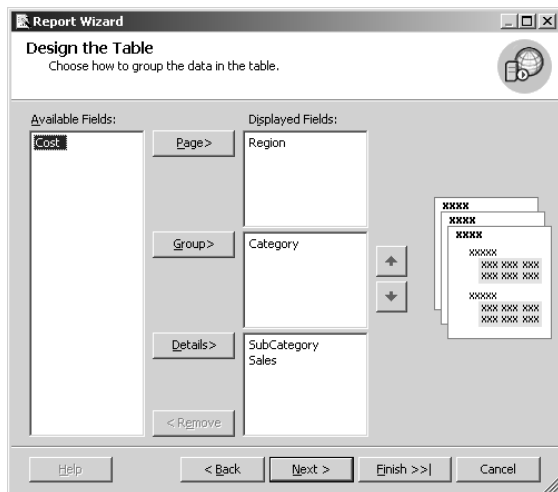 Report Wizard
Design the Table
Choose how to group the data in the table.
Available Fields:
Displayed Fields:
Cost
Page>
Region
Group>
Category
Details>
SubCategory
Sales
< Remove
xxxx
xxxx
xxxx
xxxxx
xxx xxx xxx
xxx xxx xxx
xxxxx
xxx xxx xxx
xxx xxx xxx
Help
< Back
Next >
Finish >>|
Cancel